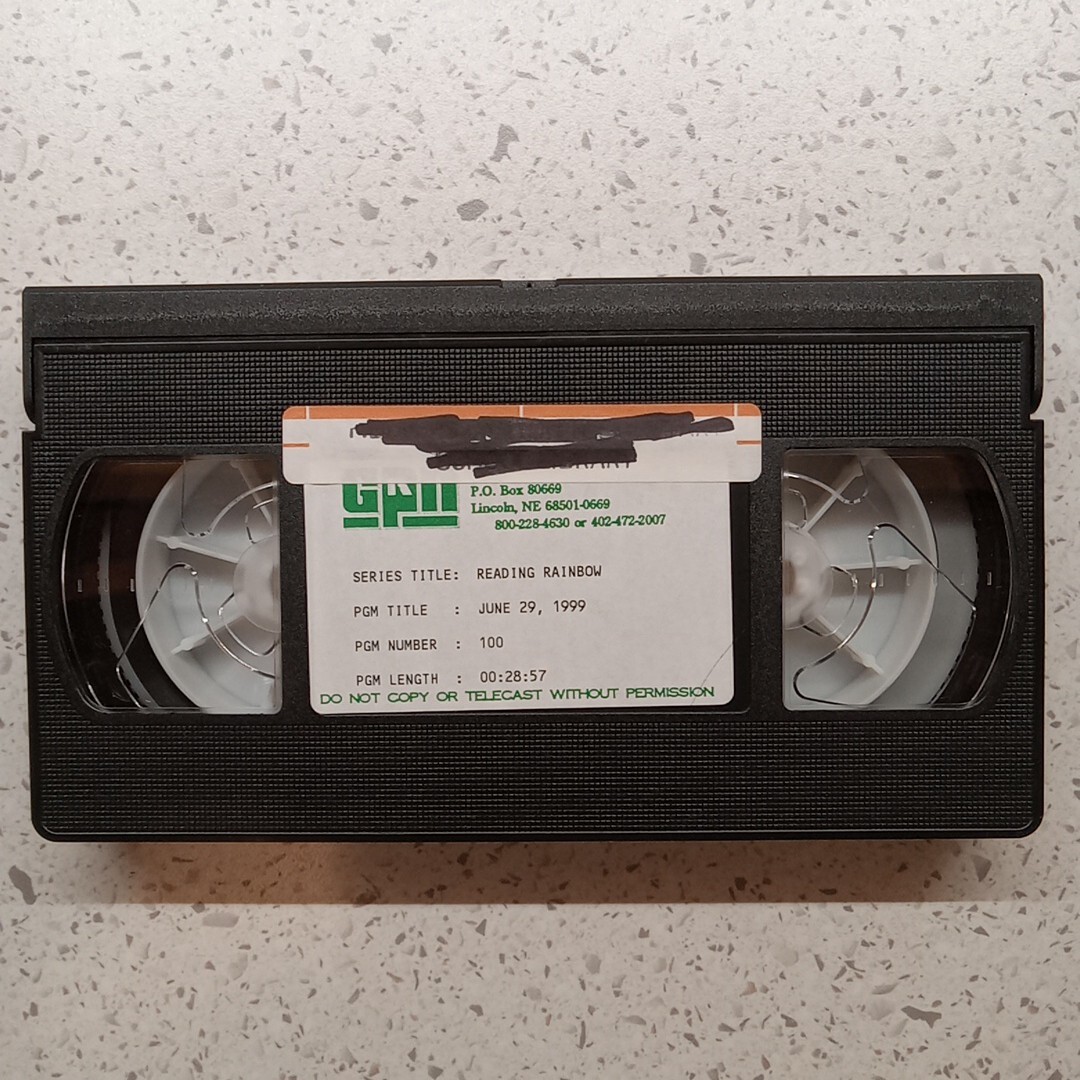 LIBRARY
GPN
P.O. Box 80669
Lincoln, NE 68501-0669
800-228-4630 or 402-472-2007
SERIES TITLE: READING RAINBOW
PGM TITLE : JUNE 29, 1999
PGM NUMBER : 100
PGM LENGTH : 00:28:57
DO NOT COPY OR TELECAST WITHOUT PERMISSION